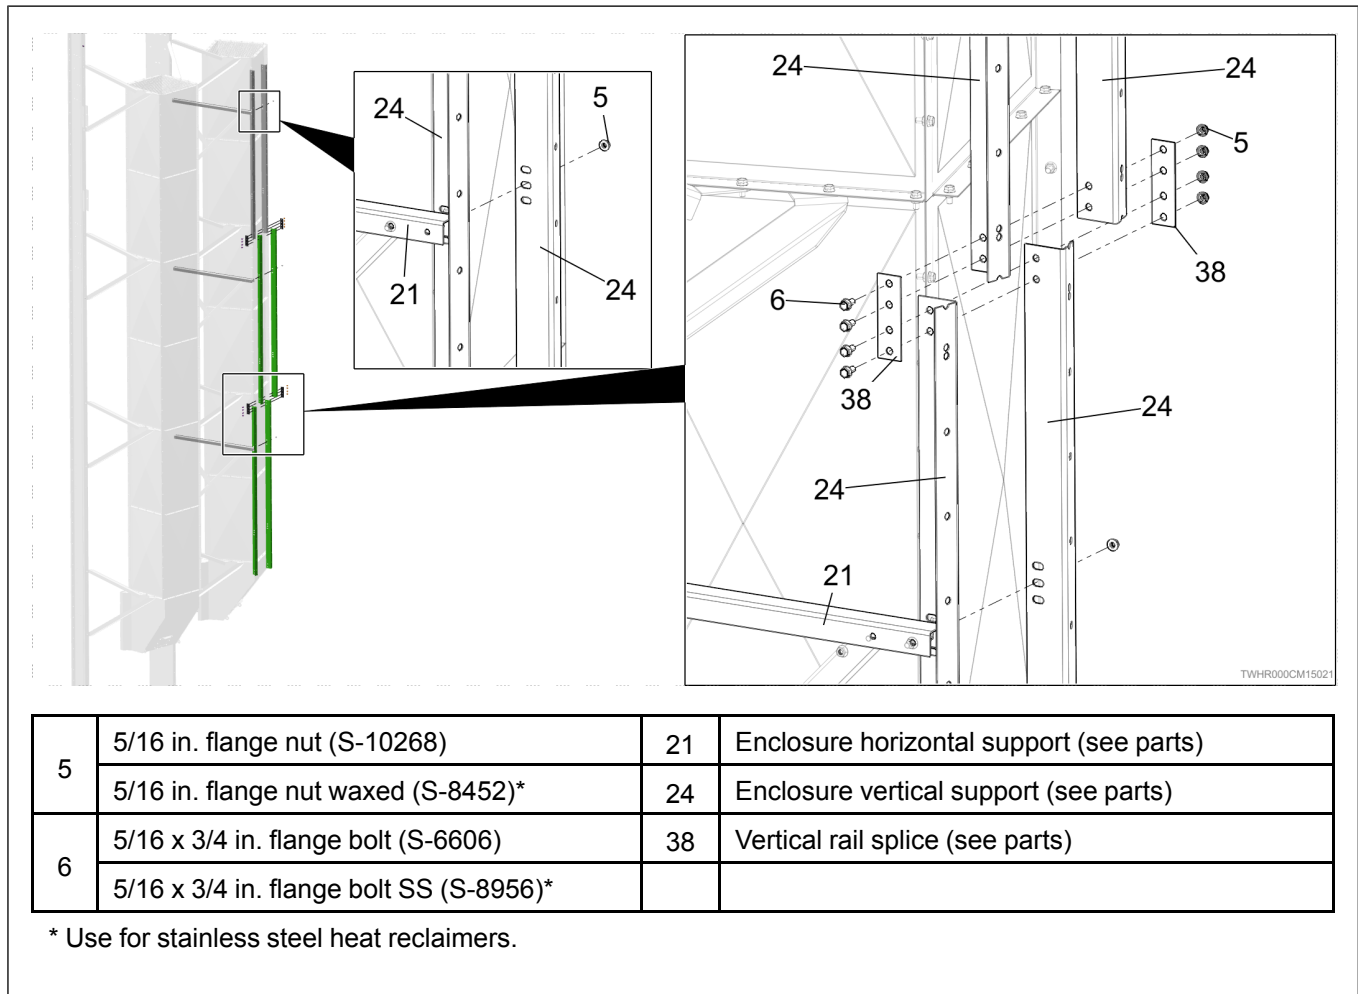 24
5
21
24
24
24
5
38
6
38
24
24
21
TWHR000CM15021
5 5/16 in. flange nut (S-10268) 21 Enclosure horizontal support (see parts)
5/16 in. flange nut waxed (S-8452)* 24 Enclosure vertical support (see parts)
6 5/16 x 3/4 in. flange bolt (S-6606) 38 Vertical rail splice (see parts)
5/16 x 3/4 in. flange bolt SS (S-8956)*
* Use for stainless steel heat reclaimers.